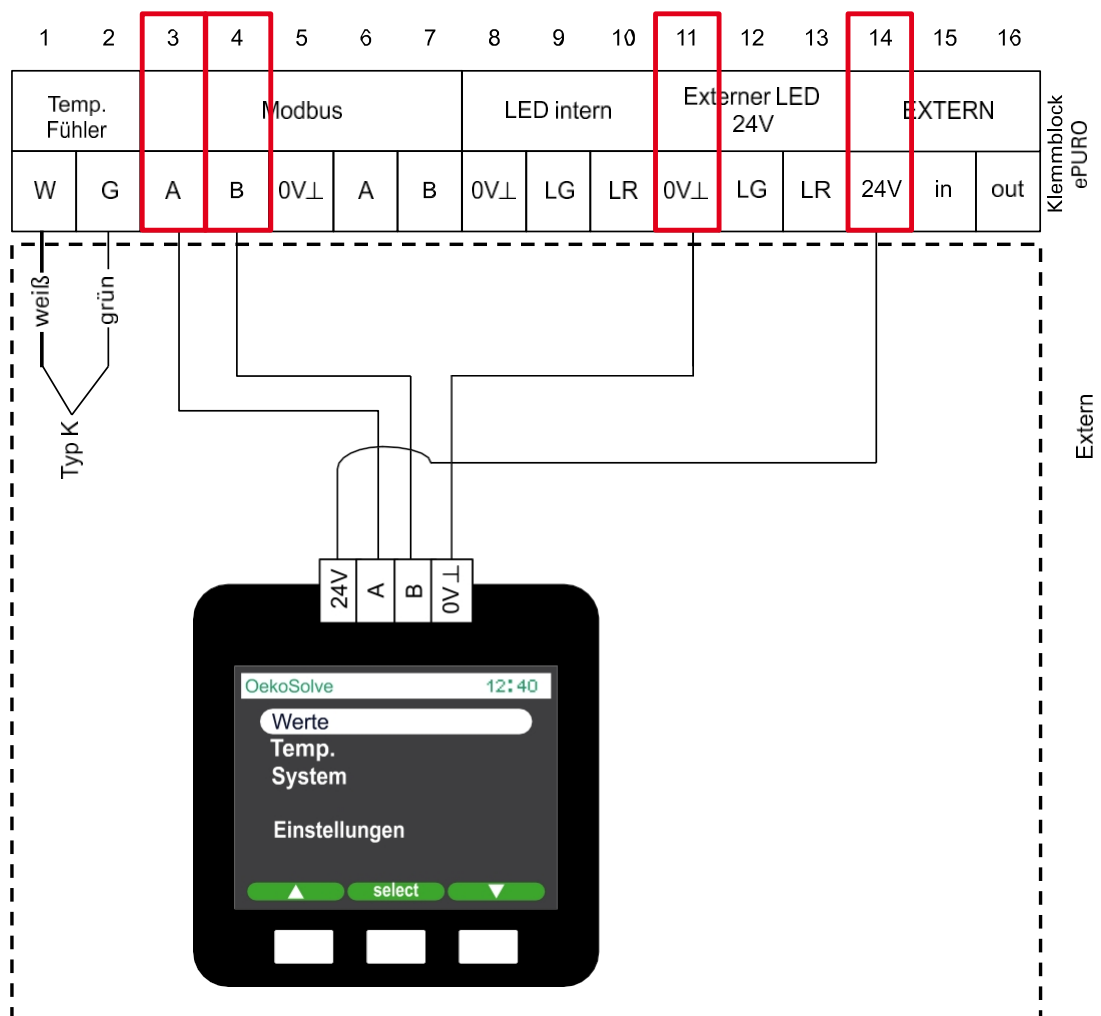 1 2 3 4 5 6 7 8 9 10 11 12 13 14 15 16
Temp.
Fühler
Modbus
LED intern
Externer LED
24V
EXTERN
W G A B 0V⊥ A B 0V⊥ LG LR 0V⊥ LG LR 24V in out
Klemmblock
ePURO
weiß
grün
Typ K
Extern
24V A B 0V⊥
OekoSolve 12:40
Werte
Temp.
System
Einstellungen
▲ select ▼